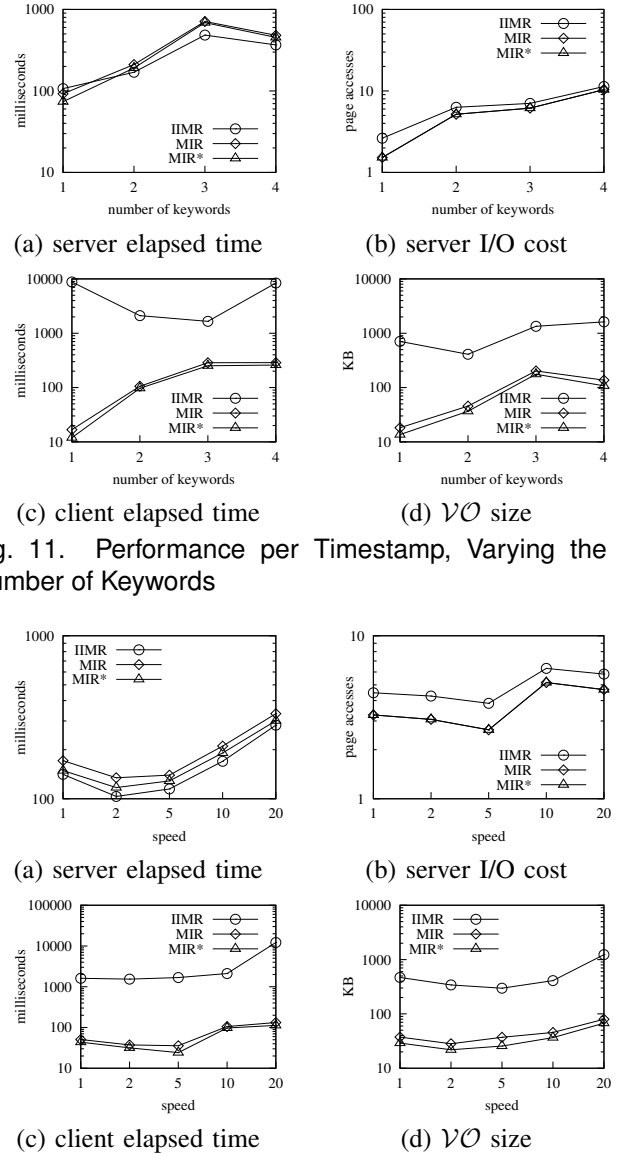 1000
100
10
milliseconds
IIMR
MIR
MIR*
1 2 3 4
number of keywords
(a) server elapsed time
100
10
1
page accesses
IIMR
MIR
MIR*
1 2 3 4
number of keywords
(b) server I/O cost
10000
1000
100
10
milliseconds
IIMR
MIR
MIR*
1 2 3 4
number of keywords
(c) client elapsed time
10000
1000
100
10
KB
IIMR
MIR
MIR*
1 2 3 4
number of keywords
(d) VO size
g. 11. Performance per Timestamp, Varying the
umber of Keywords
1000
100
milliseconds
IIMR
MIR
MIR*
1 2 5 10 20
speed
(a) server elapsed time
10
1
page accesses
IIMR
MIR
MIR*
1 2 5 10 20
speed
(b) server I/O cost
100000
10000
1000
100
10
milliseconds
IIMR
MIR
MIR*
1 2 5 10 20
speed
(c) client elapsed time
10000
1000
100
10
KB
IIMR
MIR
MIR*
1 2 5 10 20
speed
(d) VO size